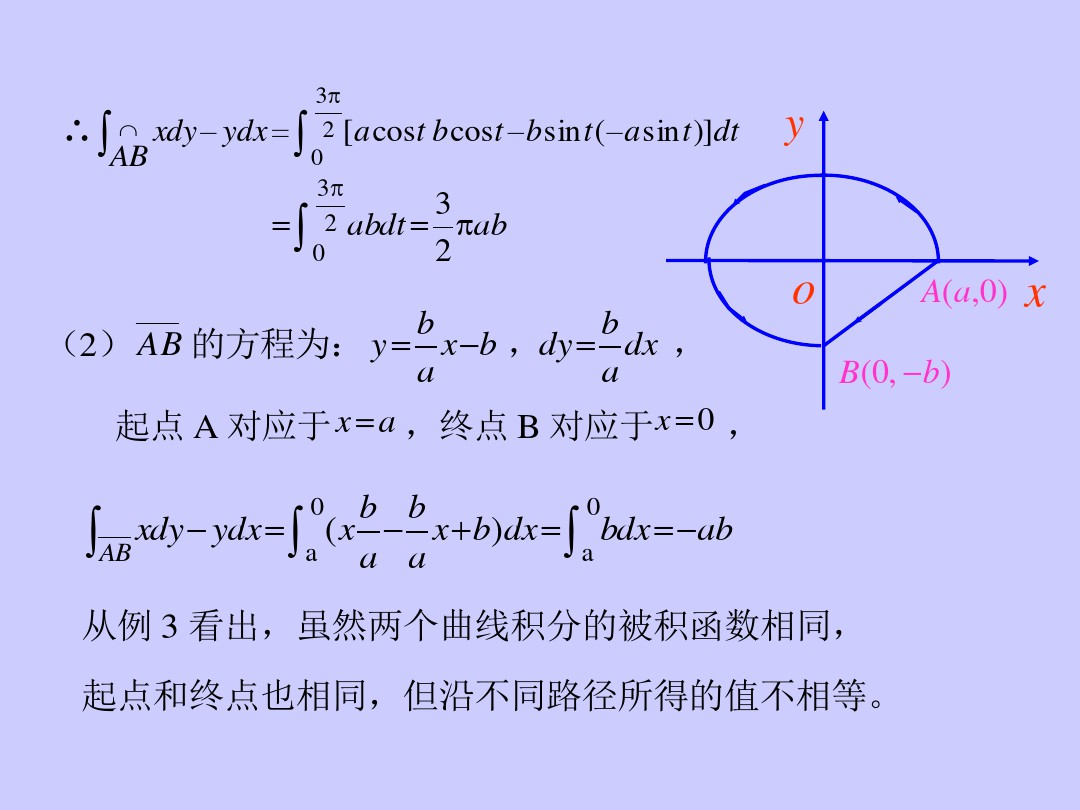 ∴∫_{AB}^{⌒} xdy－ydx＝∫_0^{3π/2}[acost bcost－bsint(－asint)]dt
＝∫_0^{3π/2} abdt＝3/2 πab
y
o
A(a,0) x
B(0, −b)
（2）\overline{AB} 的方程为： y=b/a x−b ，dy=b/a dx ，
起点 A 对应于 x=a ，终点 B 对应于 x=0 ，
∫_{\overline{AB}} xdy−ydx=∫_a^0 (x b/a − b/a x+b)dx=∫_a^0 bdx=−ab
从例 3 看出，虽然两个曲线积分的被积函数相同，
起点和终点也相同，但沿不同路径所得的值不相等。